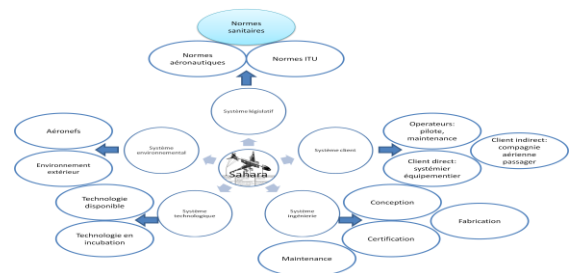 Normes
sanitaires
Normes
aéronautiques
Normes ITU
Système législatif
Aéronefs
Environnement
extérieur
Système
environnemental
Sahara
Système client
Operateurs:
pilote,
maintenance
Client direct:
systémier
équipementier
Client indirect:
compagnie
aérienne
passager
Technologie
disponible
Technologie en
incubation
Système
technologique
Système
ingénierie
Conception
Fabrication
Certification
Maintenance